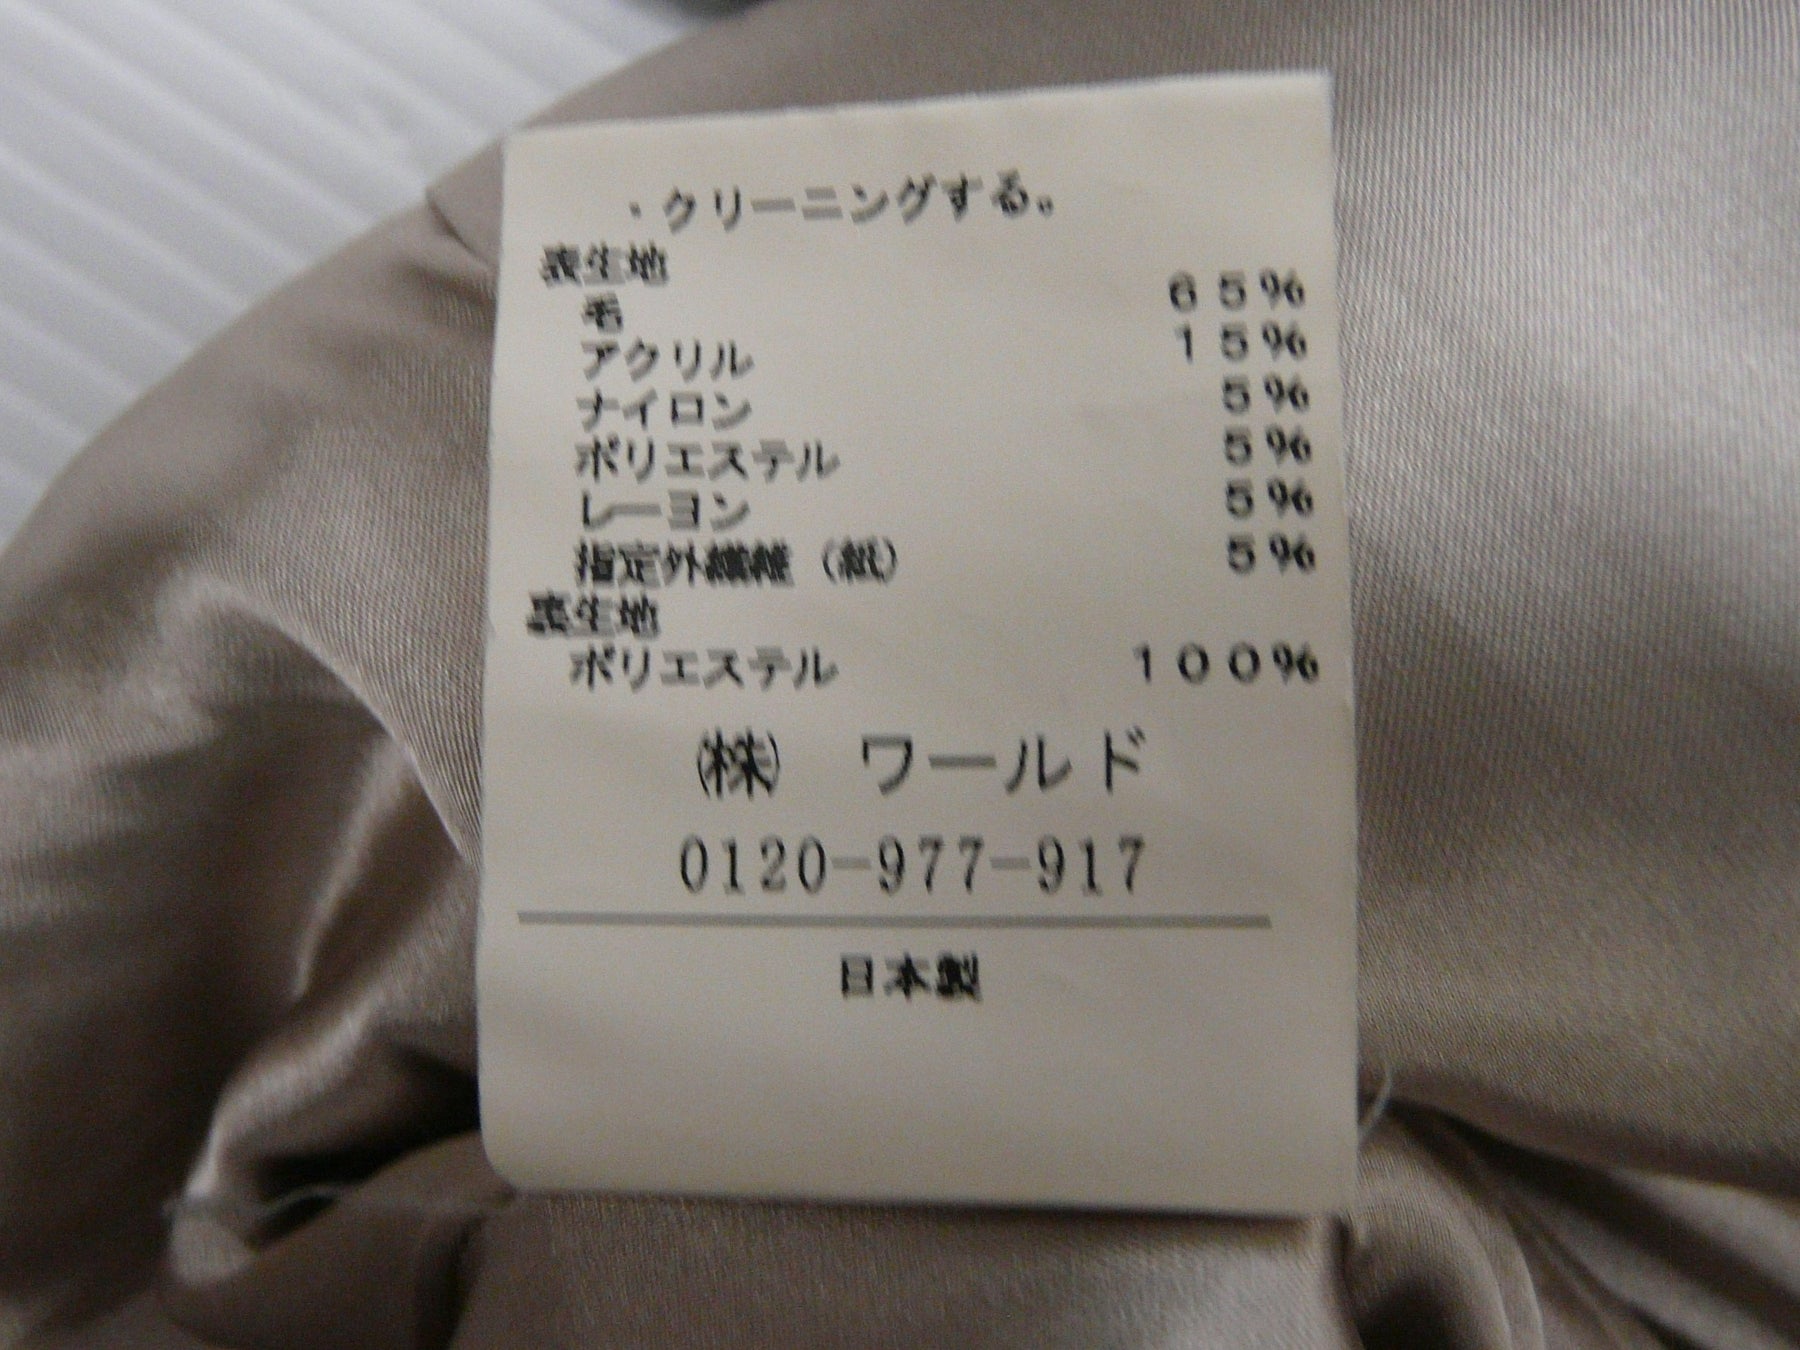 ・クリーニングする。
表生地
毛 65%
アクリル 15%
ナイロン 5%
ポリエステル 5%
レーヨン 5%
指定外繊維（紙） 5%
裏生地
ポリエステル 100%
㈱ ワールド
0120-977-917
日本製